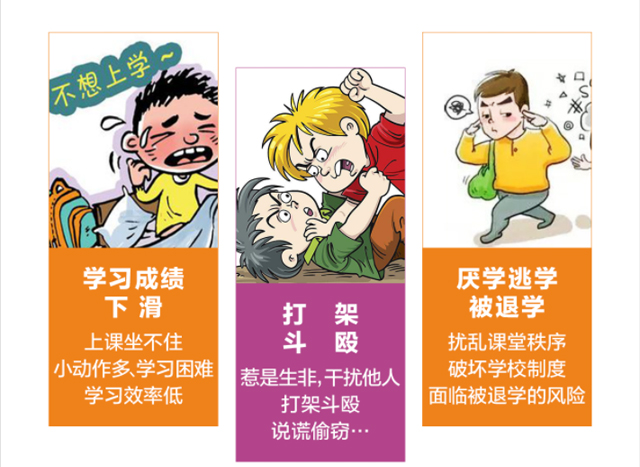 不想上学～
学习成绩
下 滑
上课坐不住
小动作多、学习困难
学习效率低
打 架
斗 殴
惹是生非,干扰他人
打架斗殴
说谎偷窃…
厌学逃学
被退学
扰乱课堂秩序
破坏学校制度
面临被退学的风险